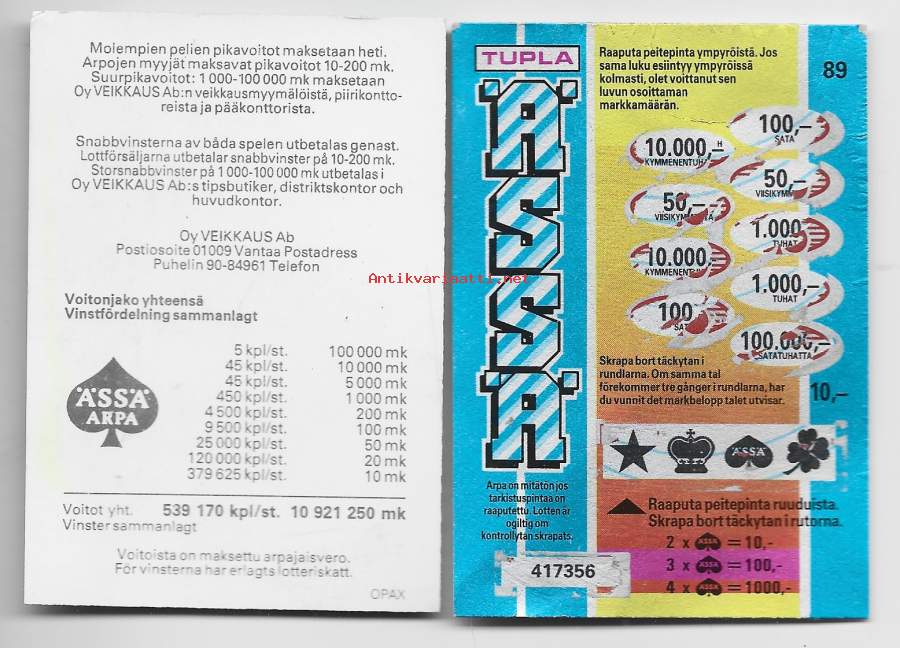 Molempien pelien pikavoitot maksetaan heti.
Arpojen myyjät maksavat pikavoitot 10-200 mk.
Suurpikavoitot: 1 000-100 000 mk maksetaan
Oy VEIKKAUS Ab:n veikkausmyymälöistä, piirikontto-
reista ja pääkonttorista.
Snabbvinsterna av båda spelen utbetalas genast.
Lottförsäljarna utbetalar snabbvinster på 10-200 mk.
Storsnabbvinster på 1 000-100 000 mk utbetalas i
Oy VEIKKAUS Ab:s tipsbutiker, distriktskontor och
huvudkontor.
Oy VEIKKAUS Ab
Postiosoite 01009 Vantaa Postadress
Puhelin 90-84961 Telefon
Voitonjako yhteensä
Vinstfördelning sammanlagt
5 kpl/st. 100 000 mk
45 kpl/st. 10 000 mk
45 kpl/st. 5 000 mk
450 kpl/st. 1 000 mk
4 500 kpl/st. 200 mk
9 500 kpl/st. 100 mk
25 000 kpl/st. 50 mk
120 000 kpl/st. 20 mk
379 625 kpl/st. 10 mk
ÄSSÄ
ARPA
Voitot yht. 539 170 kpl/st. 10 921 250 mk
Vinster sammanlagt
Voitoista on maksettu arpajaisvero.
För vinsterna har erlagts lotteriskatt.
OPAX
Antikvariaatti.net
TUPLA
ÄSSÄ
Arpa on mitätön jos
tarkistuspintaa on
raaputettu. Lotten är
ogiltig om
kontrollytan skrapats.
417356
Raaputa peitepinta ympyröistä. Jos
sama luku esiintyy ympyröissä
kolmasti, olet voittanut sen
luvun osoittaman
markkamäärän.
89
100,–
SATA
10.000,–
H
KYMMENENTUH
50,–
VIISIKYMM
50,–
1.000
TUHAT
10.000
KYMMENENTU
1.000,–
TUHAT
100
SAT
100.000,–
SATATUHATTA
Skrapa bort täckytan i
rundlarna. Om samma tal
förekommer tre gånger i rundlarna, har
du vunnit det markbelopp talet utvisar.
10,–
ÄSSÄ
Raaputa peitepinta ruuduista.
Skrapa bort täckytan i rutorna.
2 x ÄSSÄ = 10,-
3 x ÄSSÄ = 100,-
4 x ÄSSÄ = 1000,-